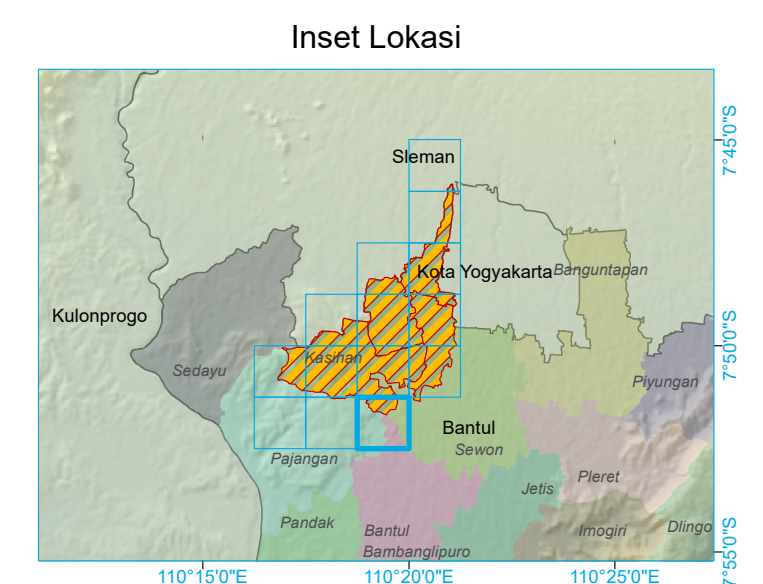 Inset Lokasi
7°45'0"S
Sleman
Kota Yogyakarta
Banguntapan
Kulonprogo
7°50'0"S
Kasihan
Sedayu
Piyungan
Bantul
Sewon
Pajangan
Pleret
Jetis
Pandak
Bantul
Imogiri
Dlingo
Bambanglipuro
7°55'0"S
110°15'0"E
110°20'0"E
110°25'0"E